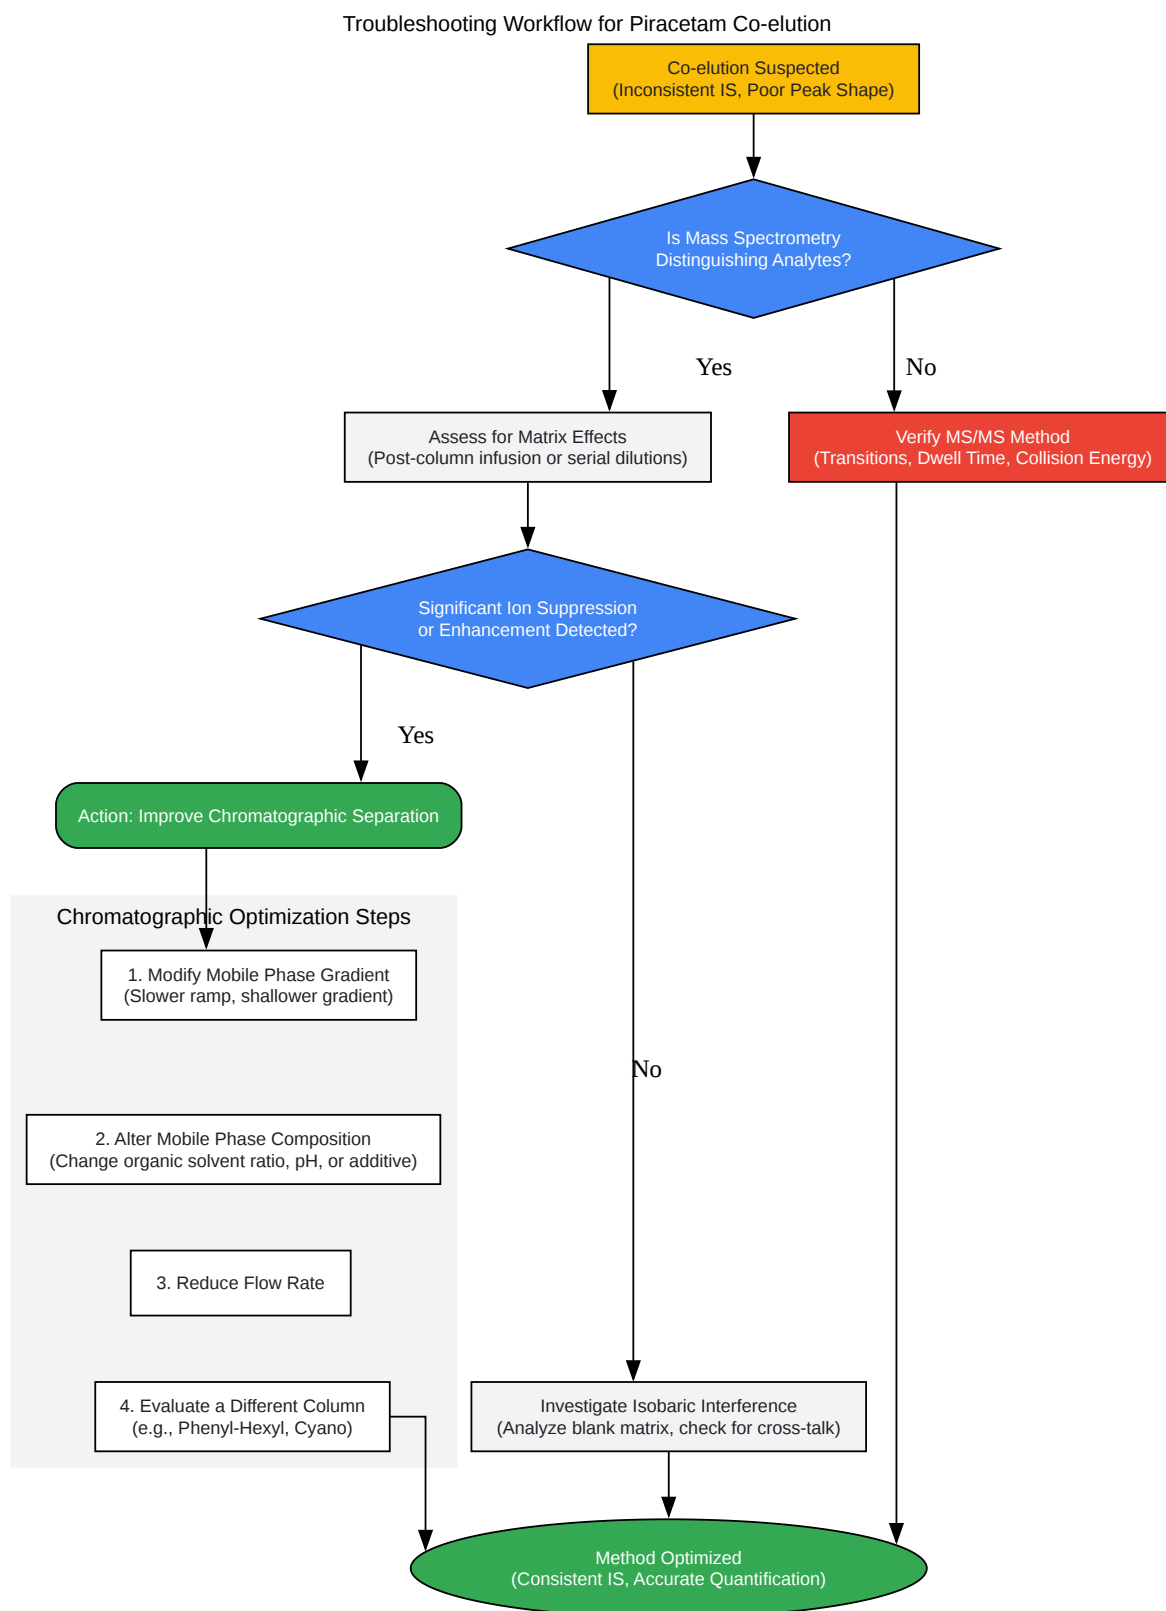 Troubleshooting Workflow for Piracetam Co-elution
Co-elution Suspected
(Inconsistent IS, Poor Peak Shape)
Is Mass Spectrometry
Distinguishing Analytes?
Yes
No
Assess for Matrix Effects
(Post-column infusion or serial dilutions)
Verify MS/MS Method
(Transitions, Dwell Time, Collision Energy)
Significant Ion Suppression
or Enhancement Detected?
Yes
Action: Improve Chromatographic Separation
Chromatographic Optimization Steps
1. Modify Mobile Phase Gradient
(Slower ramp, shallower gradient)
No
2. Alter Mobile Phase Composition
(Change organic solvent ratio, pH, or additive)
3. Reduce Flow Rate
4. Evaluate a Different Column
(e.g., Phenyl-Hexyl, Cyano)
Investigate Isobaric Interference
(Analyze blank matrix, check for cross-talk)
Method Optimized
(Consistent IS, Accurate Quantification)